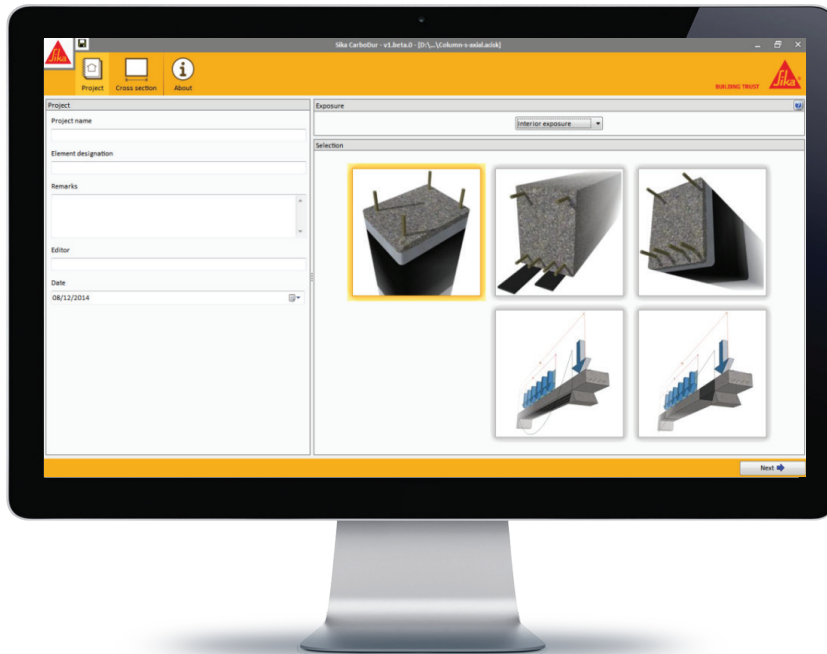 Sika
Sika CarboDur - v1.beta.0 - [D:\...\Column-s-axial.acisk]
Project
Cross section
About
BUILDING TRUST
Sika
Project
Project name
Element designation
Remarks
Editor
Date
08/12/2014
Exposure
Interior exposure
Selection
Next